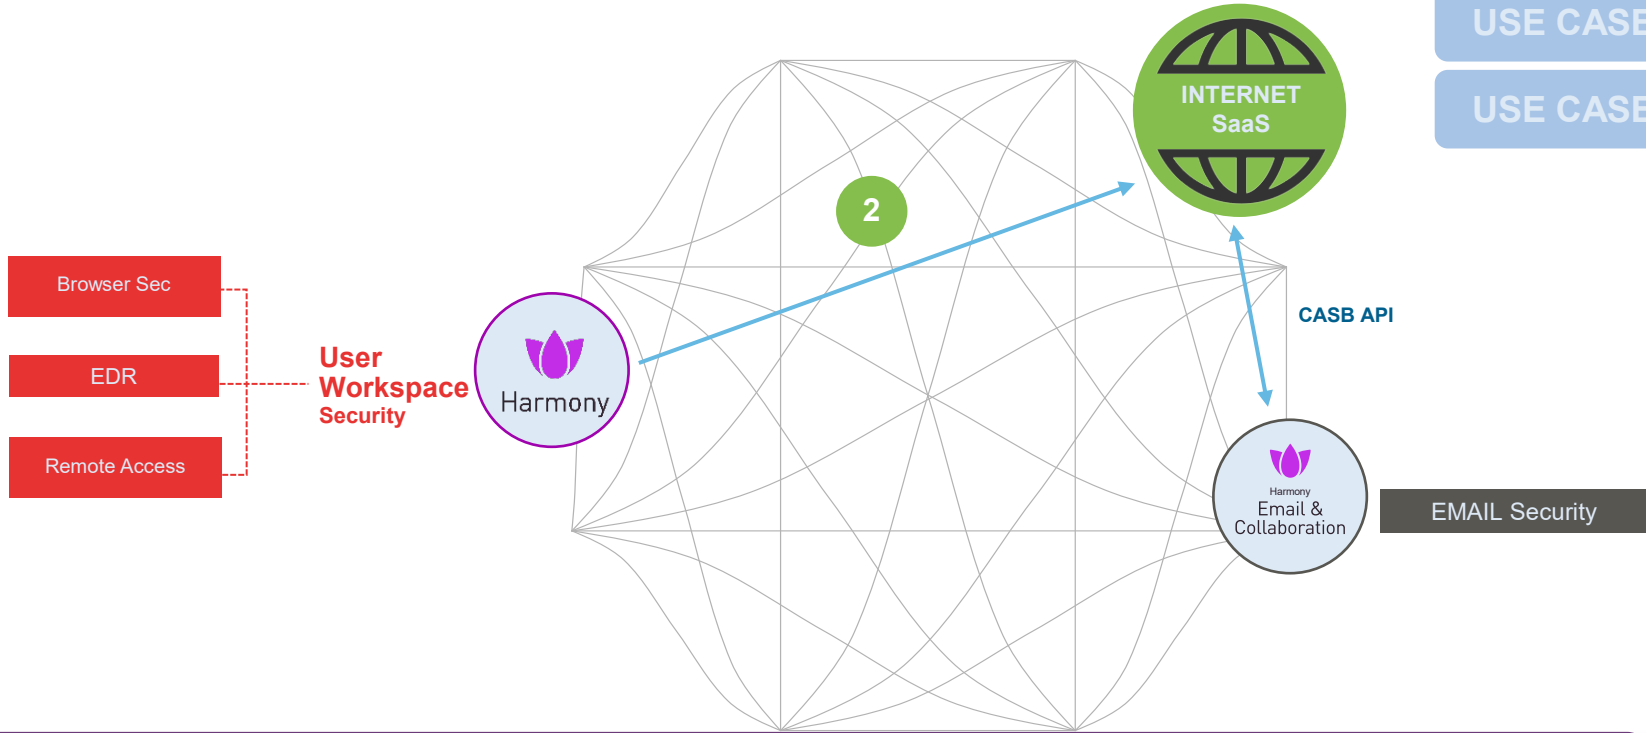 USE CASE
USE CASE
INTERNET
SaaS
2
Browser Sec
EDR
Remote Access
User
Workspace
Security
Harmony
CASB API
Harmony
Email &
Collaboration
EMAIL Security